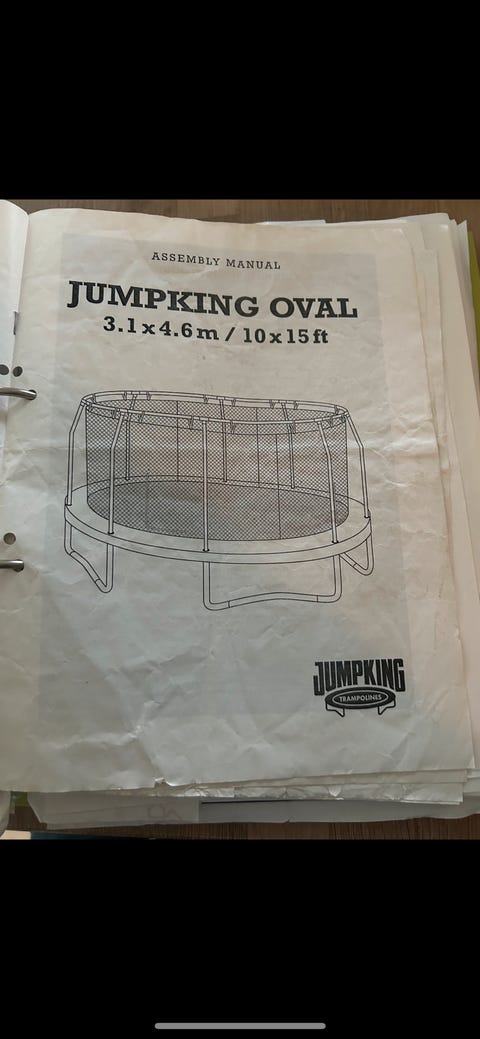 ASSEMBLY MANUAL
JUMPKING OVAL
3.1x4.6m / 10x15ft
JUMPKING
TRAMPOLINES